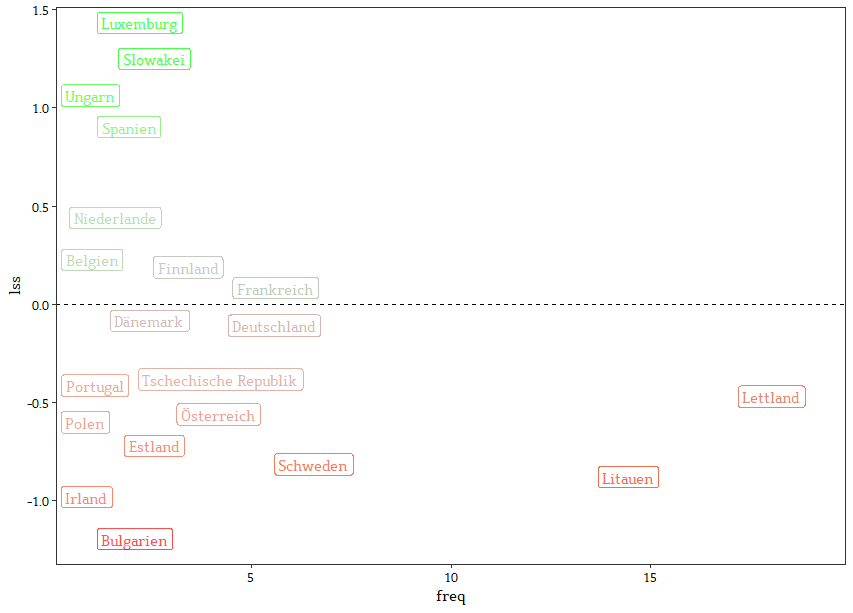 1.5
Luxemburg
Slowakei
Ungarn
1.0
Spanien
0.5
Niederlande
Belgien
Finnland
Frankreich
lss
0.0
Dänemark
Deutschland
Tschechische Republik
Portugal
Lettland
-0.5
Österreich
Polen
Estland
Schweden
Litauen
Irland
-1.0
Bulgarien
5
10
15
freq